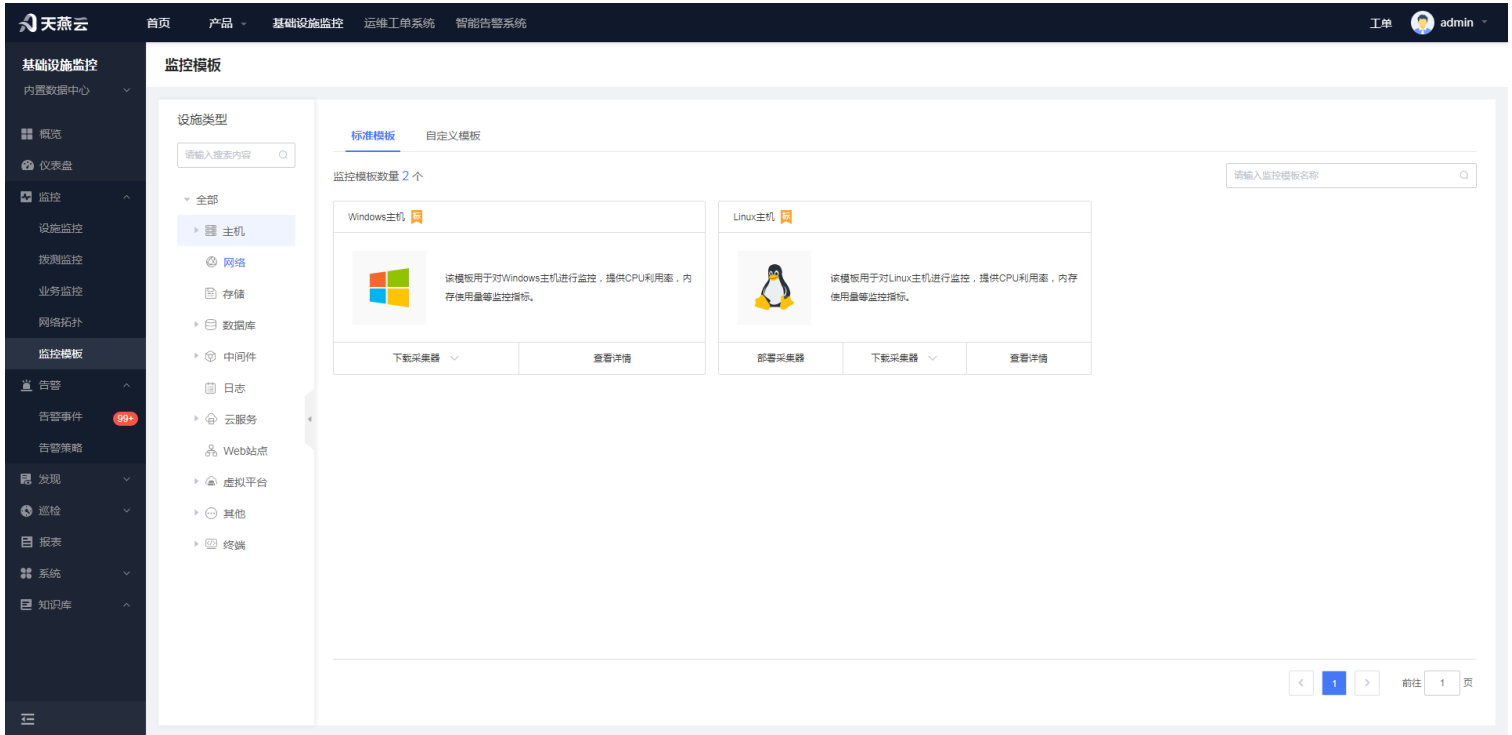 天燕云
首页 产品 基础设施监控 运维工单系统 智能告警系统
工单 admin
基础设施监控
内置数据中心
概览
仪表盘
监控
设施监控
拨测监控
业务监控
网络拓扑
监控模板
告警
告警事件 99+
告警策略
发现
巡检
报表
系统
知识库
监控模板
设施类型
请输入搜索内容
全部
主机
网络
存储
数据库
中间件
日志
云服务
Web站点
虚拟平台
其他
终端
标准模板 自定义模板
监控模板数量 2 个
请输入监控模板名称
Windows主机 标
该模板用于对Windows主机进行监控，提供CPU利用率，内
存使用量等监控指标。
下载采集器 查看详情
Linux主机 标
该模板用于对Linux主机进行监控，提供CPU利用率，内存
使用量等监控指标。
部署采集器 下载采集器 查看详情
1 前往 1 页